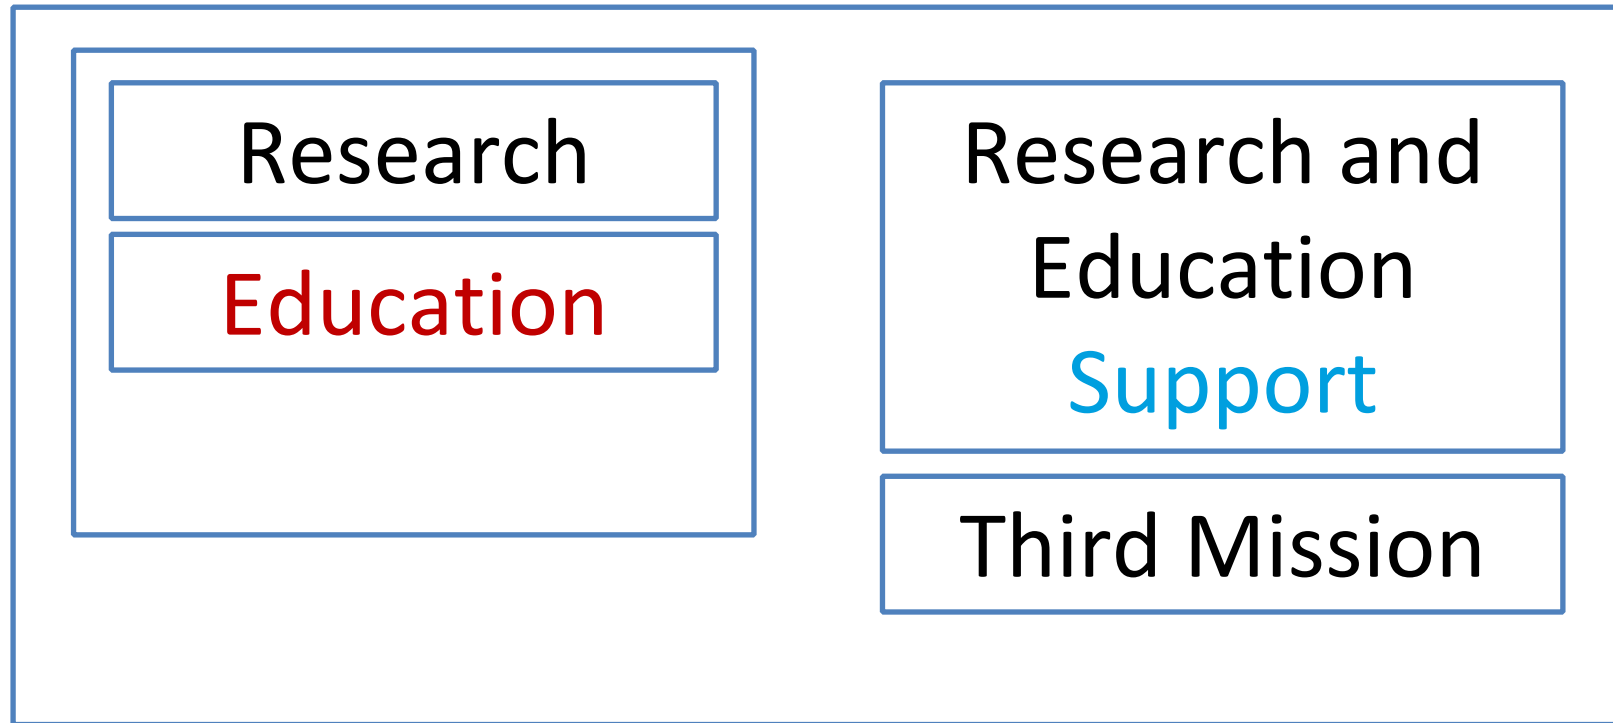 Research
Education
Research and
Education
Support
Third Mission